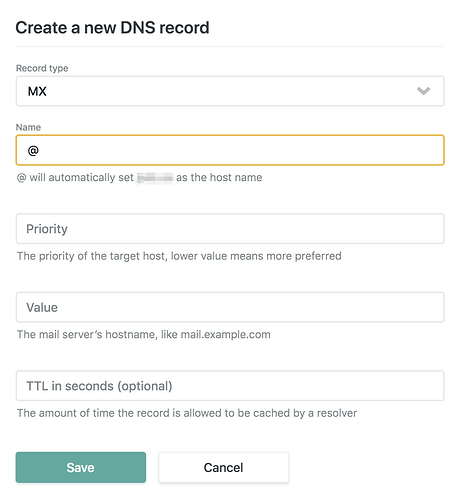 Create a new DNS record
Record type
MX
Name
@
@ will automatically set as the host name
Priority
The priority of the target host, lower value means more preferred
Value
The mail server's hostname, like mail.example.com
TTL in seconds (optional)
The amount of time the record is allowed to be cached by a resolver
Save
Cancel